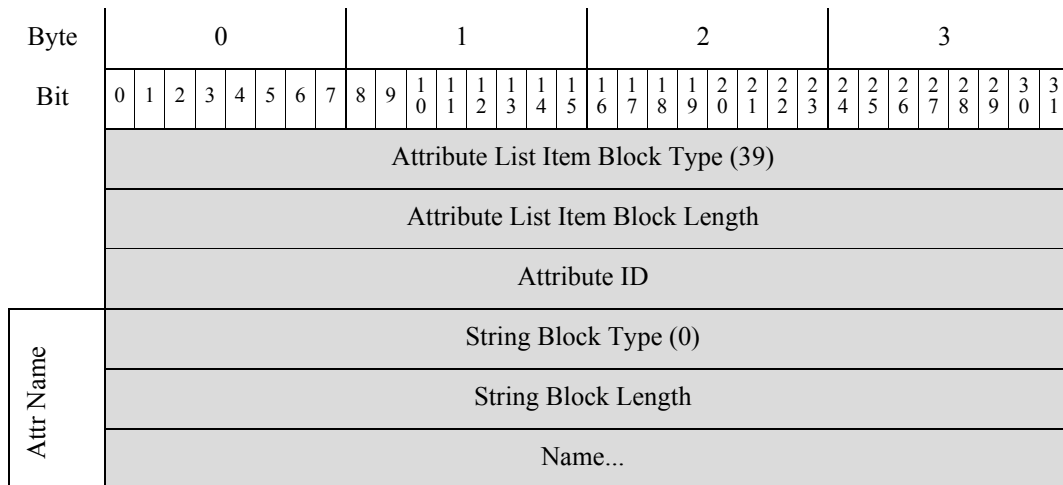 Byte 0 1 2 3
Bit 0 1 2 3 4 5 6 7 8 9 10 11 12 13 14 15 16 17 18 19 20 21 22 23 24 25 26 27 28 29 30 31
Attribute List Item Block Type (39)
Attribute List Item Block Length
Attribute ID
Attr Name
String Block Type (0)
String Block Length
Name...